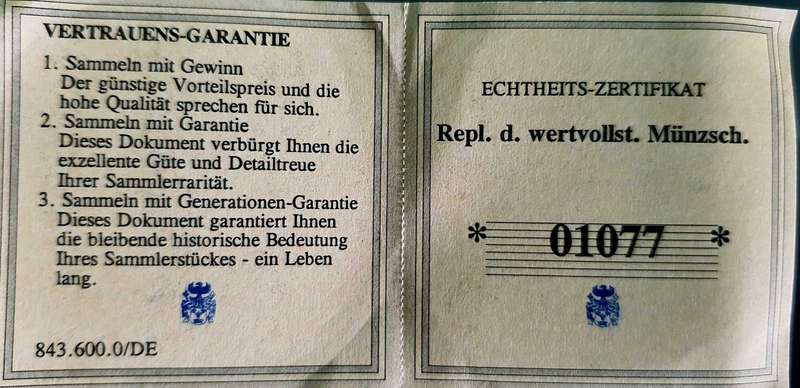 VERTRAUENS-GARANTIE
1. Sammeln mit Gewinn
Der günstige Vorteilspreis und die
hohe Qualität sprechen für sich.
2. Sammeln mit Garantie
Dieses Dokument verbürgt Ihnen die
exzellente Güte und Detailtreue
Ihrer Sammlerrarität.
3. Sammeln mit Generationen-Garantie
Dieses Dokument garantiert Ihnen
die bleibende historische Bedeutung
Ihres Sammlerstückes - ein Leben
lang.
843.600.0/DE
ECHTHEITS-ZERTIFIKAT
Repl. d. wertvollst. Münzsch.
* 01077 *